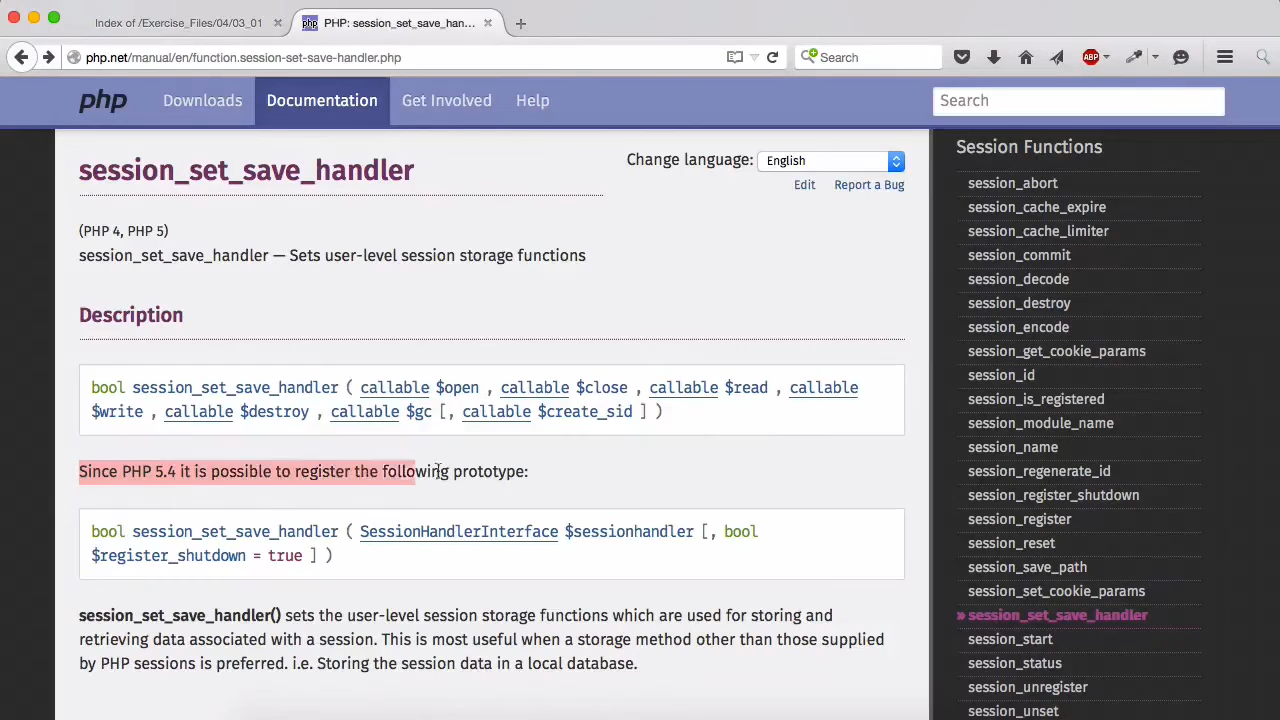 Index of /Exercise_Files/04/03_01
php PHP: session_set_save_han...
php.net/manual/en/function.session-set-save-handler.php
Search
ABP
php
Downloads
Documentation
Get Involved
Help
Search
session_set_save_handler
Change language: English
Edit
Report a Bug
(PHP 4, PHP 5)
session_set_save_handler — Sets user-level session storage functions
Description
bool session_set_save_handler ( callable $open , callable $close , callable $read , callable
$write , callable $destroy , callable $gc [, callable $create_sid ] )
Since PHP 5.4 it is possible to register the following prototype:
bool session_set_save_handler ( SessionHandlerInterface $sessionhandler [, bool
$register_shutdown = true ] )
session_set_save_handler() sets the user-level session storage functions which are used for storing and
retrieving data associated with a session. This is most useful when a storage method other than those supplied
by PHP sessions is preferred. i.e. Storing the session data in a local database.
Session Functions
session_abort
session_cache_expire
session_cache_limiter
session_commit
session_decode
session_destroy
session_encode
session_get_cookie_params
session_id
session_is_registered
session_module_name
session_name
session_regenerate_id
session_register_shutdown
session_register
session_reset
session_save_path
session_set_cookie_params
» session_set_save_handler
session_start
session_status
session_unregister
session_unset